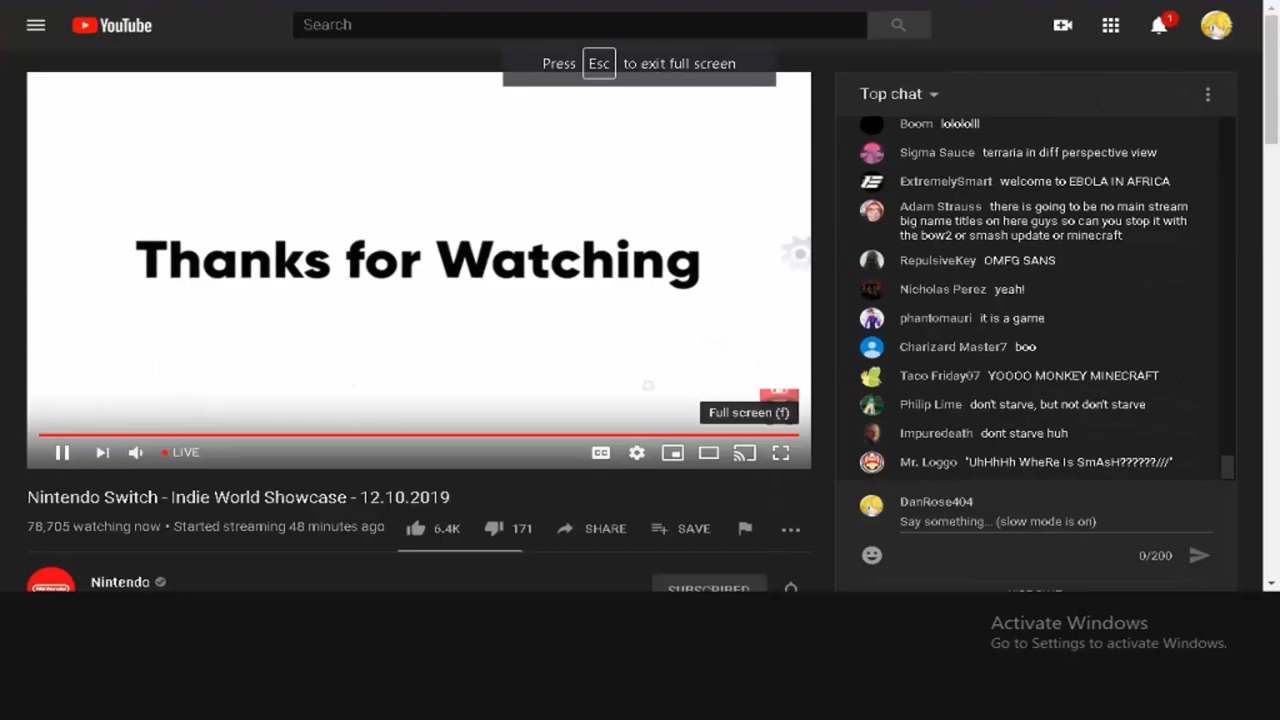 YouTube
Search
1
Press Esc to exit full screen
Thanks for Watching
Full screen (f)
LIVE
CC
Nintendo Switch - Indie World Showcase - 12.10.2019
78,705 watching now • Started streaming 48 minutes ago
6.4K
171
SHARE
SAVE
Nintendo
SUBSCRIBED
Top chat
Boom lolololll
Sigma Sauce terraria in diff perspective view
ExtremelySmart welcome to EBOLA IN AFRICA
Adam Strauss there is going to be no main stream
big name titles on here guys so can you stop it with
the bow2 or smash update or minecraft
RepulsiveKey OMFG SANS
Nicholas Perez yeah!
phantomauri it is a game
Charizard Master7 boo
Taco Friday07 YOOOO MONKEY MINECRAFT
Philip Lime don't starve, but not don't starve
Impuredeath dont starve huh
Mr. Loggo "UhHhHh WheRe Is SmAsH??????///"
DanRose404
Say something... (slow mode is on)
0/200
Activate Windows
Go to Settings to activate Windows.